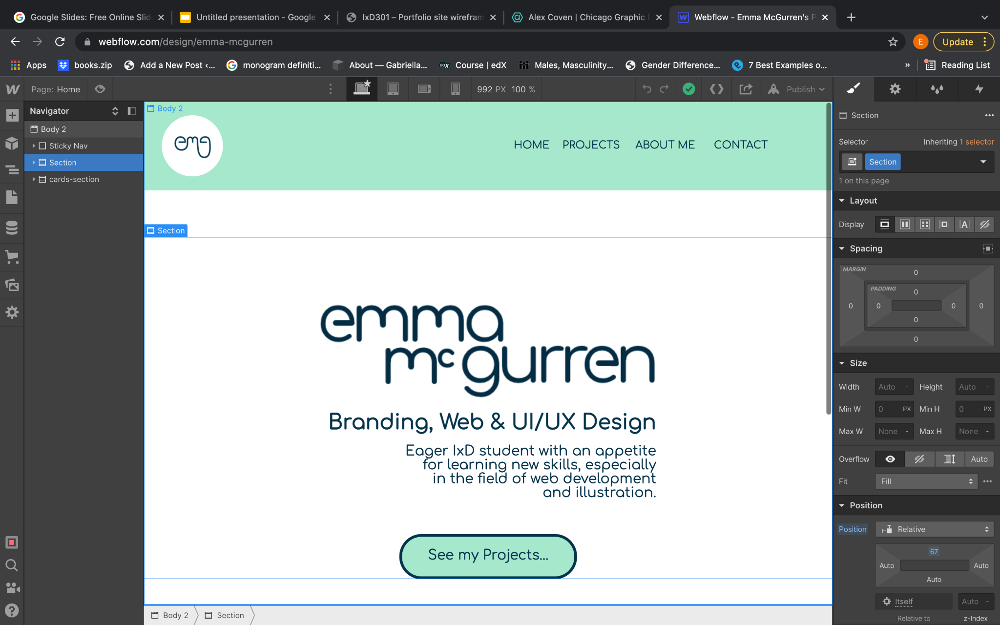 Google Slides: Free Online Slid
Untitled presentation - Google
IxD301 – Portfolio site wirefram
Alex Coven | Chicago Graphic D
Webflow - Emma McGurren's P
webflow.com/design/emma-mcgurren
E
Update
Apps
books.zip
Add a New Post ‹...
monogram definiti...
About — Gabriella...
edX
Course | edX
Males, Masculinity...
Gender Difference...
7 Best Examples o...
»
Reading List
Page: Home
992 PX 100 %
Publish
Navigator
Body 2
Sticky Nav
Section
cards-section
Body 2
emg
HOME
PROJECTS
ABOUT ME
CONTACT
Section
emma
mc gurren
Branding, Web & UI/UX Design
Eager IxD student with an appetite
for learning new skills, especially
in the field of web development
and illustration.
See my Projects...
Body 2
Section
Section
Selector
Inheriting 1 selector
Section
1 on this page
Layout
Display
Spacing
MARGIN
0
PADDING
0
0
0
0
0
0
0
Size
Width Auto - Height Auto -
Min W 0 PX Min H 0 PX
Max W None - Max H None -
Overflow Auto
Fit Fill
Position
Position Relative
67
Auto Auto
Auto
Itself Auto -
Relative to z-Index